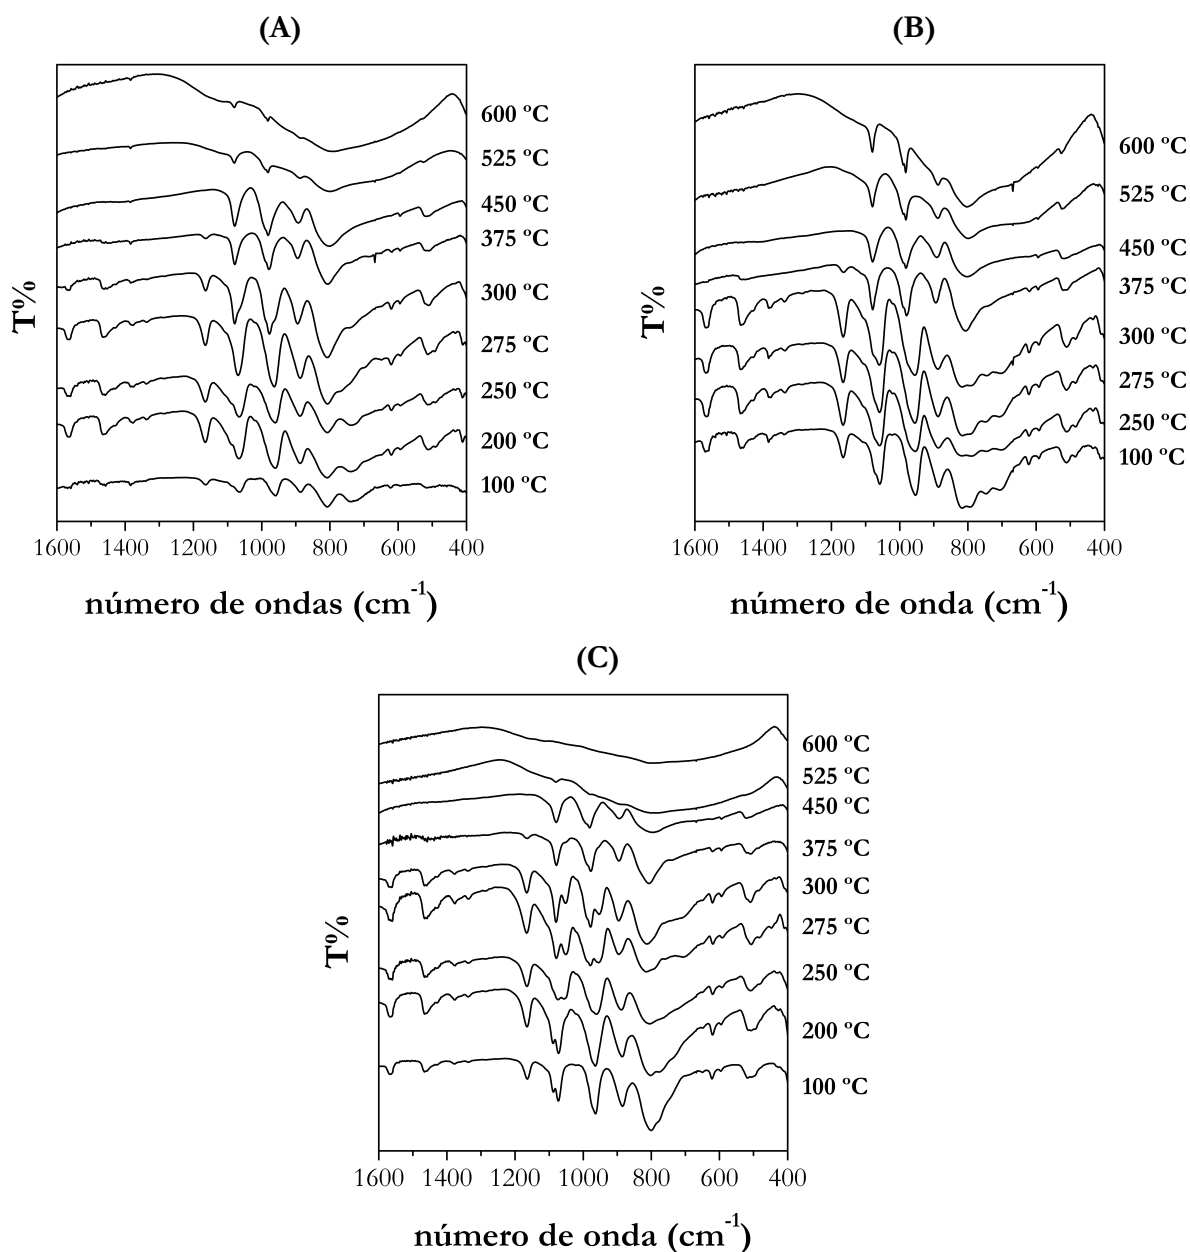 (A)
T%
600 ºC
525 ºC
450 ºC
375 ºC
300 ºC
275 ºC
250 ºC
200 ºC
100 ºC
1600 1400 1200 1000 800 600 400
número de ondas (cm-1)
(B)
T%
600 ºC
525 ºC
450 ºC
375 ºC
300 ºC
275 ºC
250 ºC
100 ºC
1600 1200 1000 800 600 400
número de onda (cm-1)
(C)
T%
600 ºC
525 ºC
450 ºC
375 ºC
300 ºC
275 ºC
250 ºC
200 ºC
100 ºC
1600 1400 1200 1000 800 600 400
número de onda (cm-1)